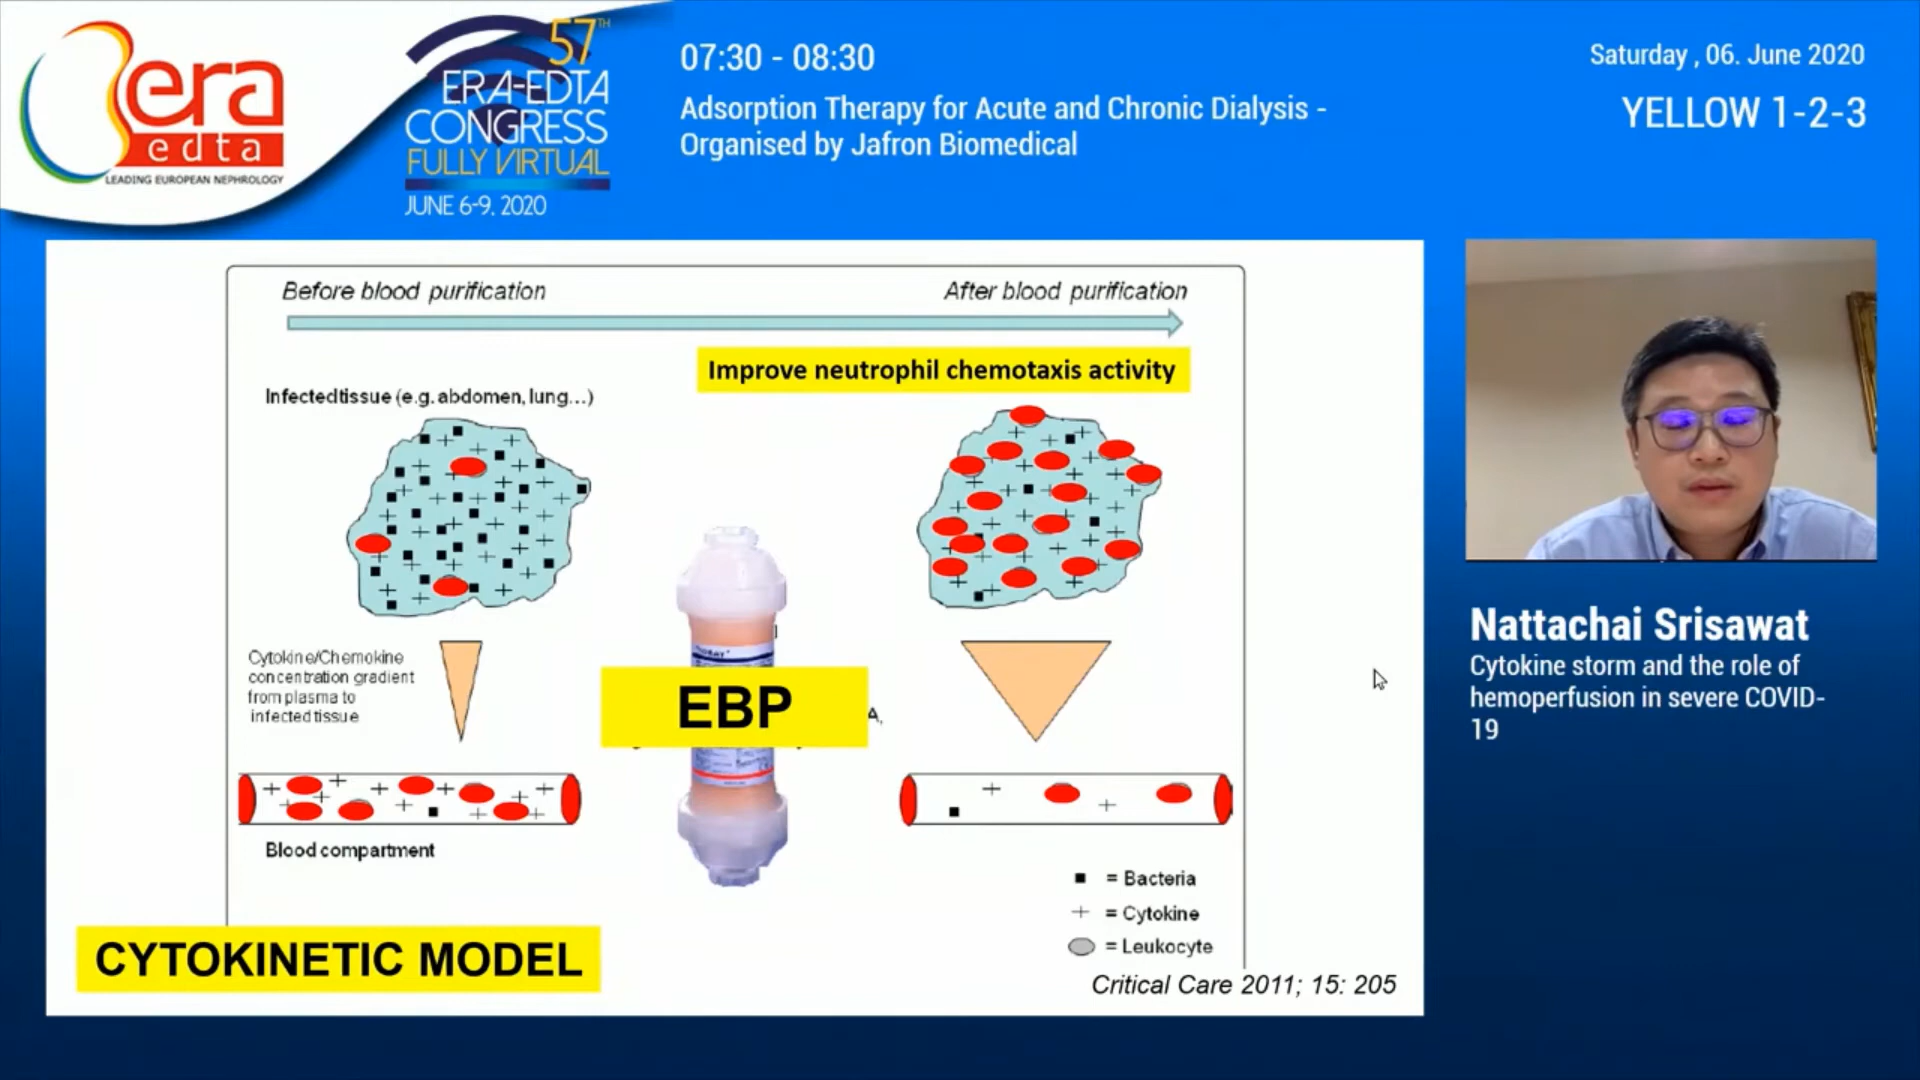 era
edta
LEADING EUROPEAN NEPHROLOGY
57TH
ERA-EDTA
CONGRESS
FULLY VIRTUAL
JUNE 6-9, 2020
07:30 - 08:30
Adsorption Therapy for Acute and Chronic Dialysis -
Organised by Jafron Biomedical
Saturday , 06. June 2020
YELLOW 1-2-3
Before blood purification
After blood purification
Improve neutrophil chemotaxis activity
Infected tissue (e.g. abdomen, lung...)
Cytokine/Chemokine
concentration gradient
from plasma to
infected tissue
EBP
A,
Blood compartment
= Bacteria
= Cytokine
= Leukocyte
CYTOKINETIC MODEL
Critical Care 2011; 15: 205
Nattachai Srisawat
Cytokine storm and the role of
hemoperfusion in severe COVID-
19